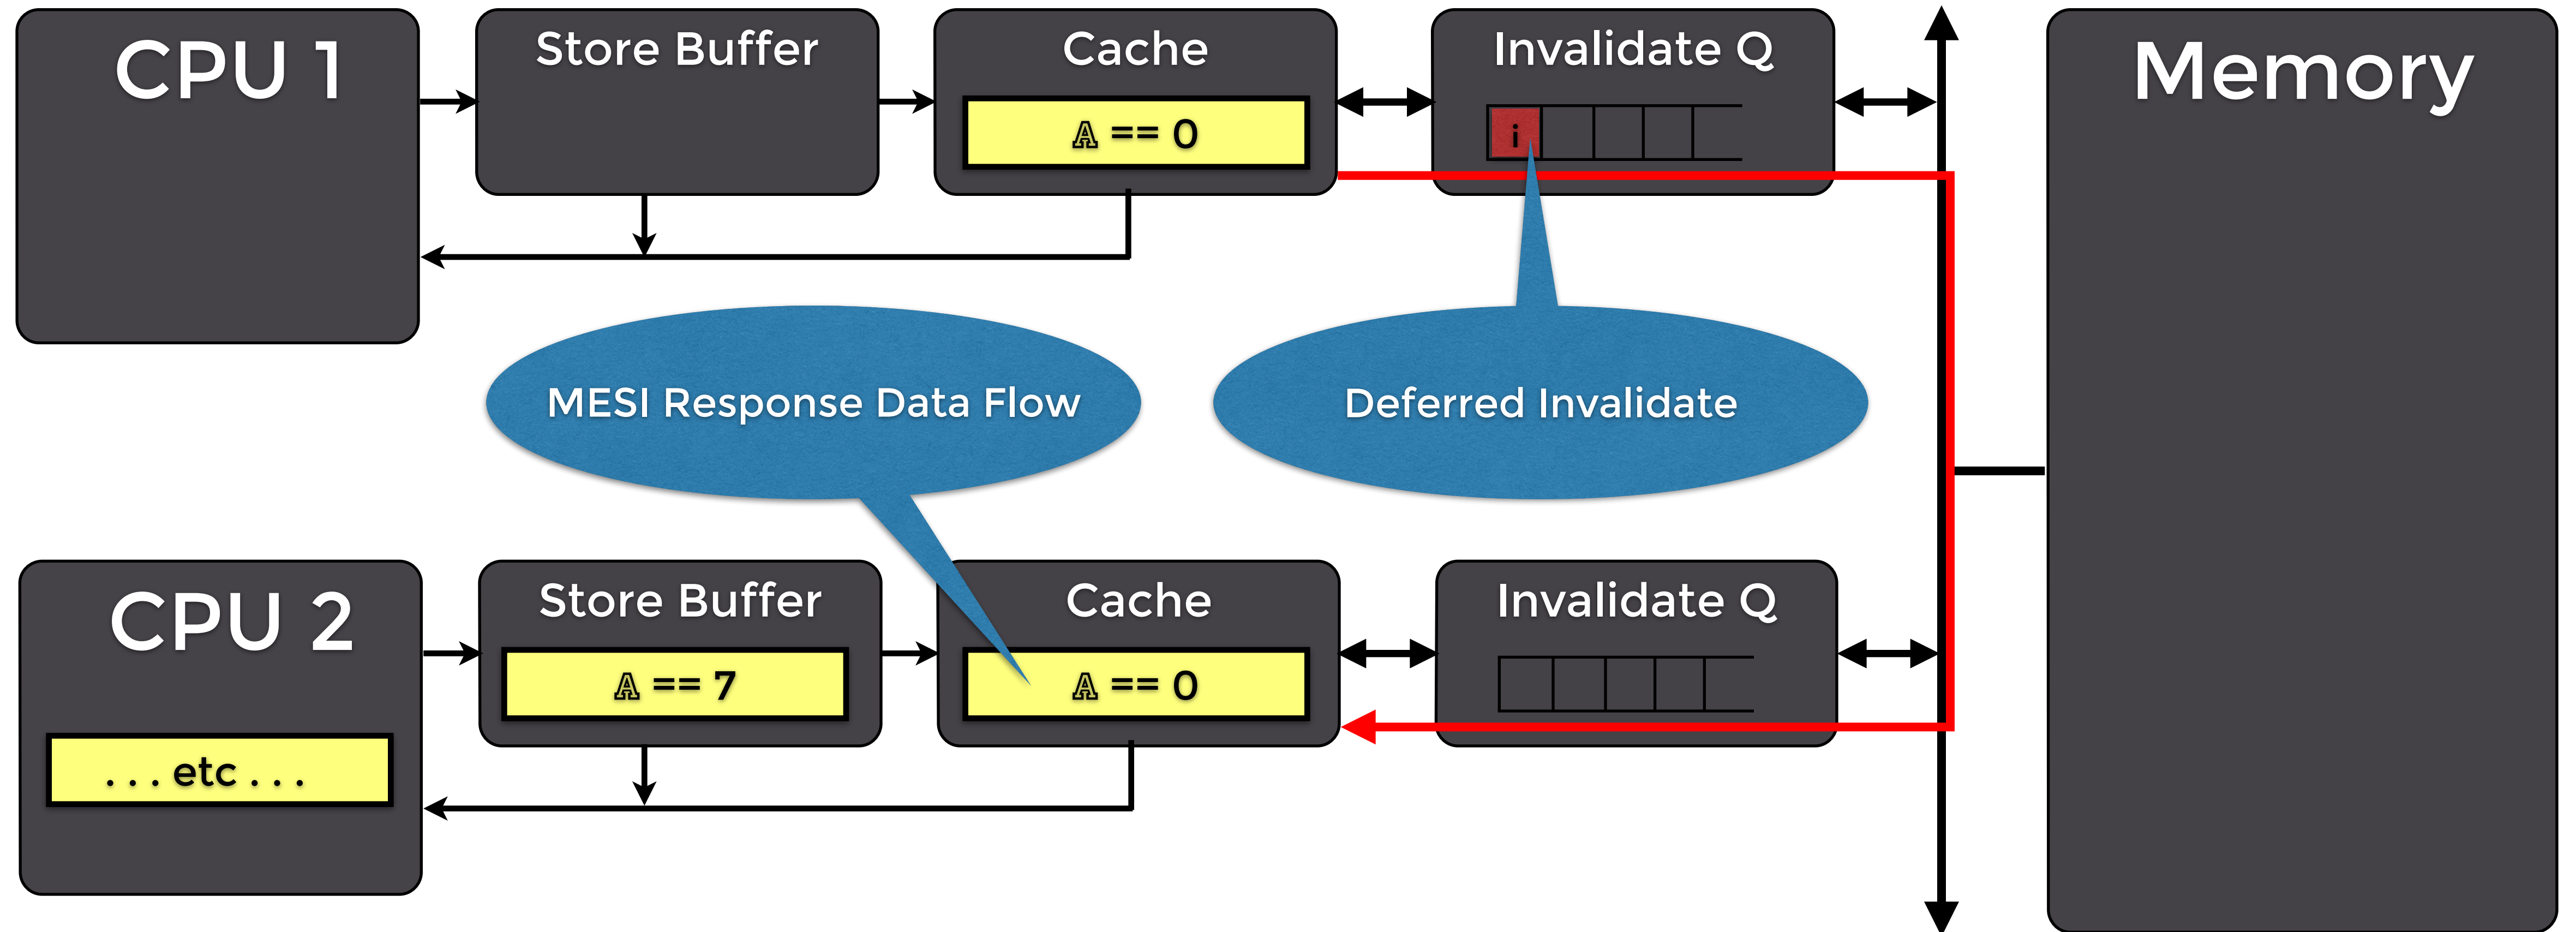 CPU 1
Store Buffer
Cache
𝔸 == 0
Invalidate Q
i
Memory
MESI Response Data Flow
Deferred Invalidate
CPU 2
. . . etc . . .
Store Buffer
𝔸 == 7
Cache
𝔸 == 0
Invalidate Q